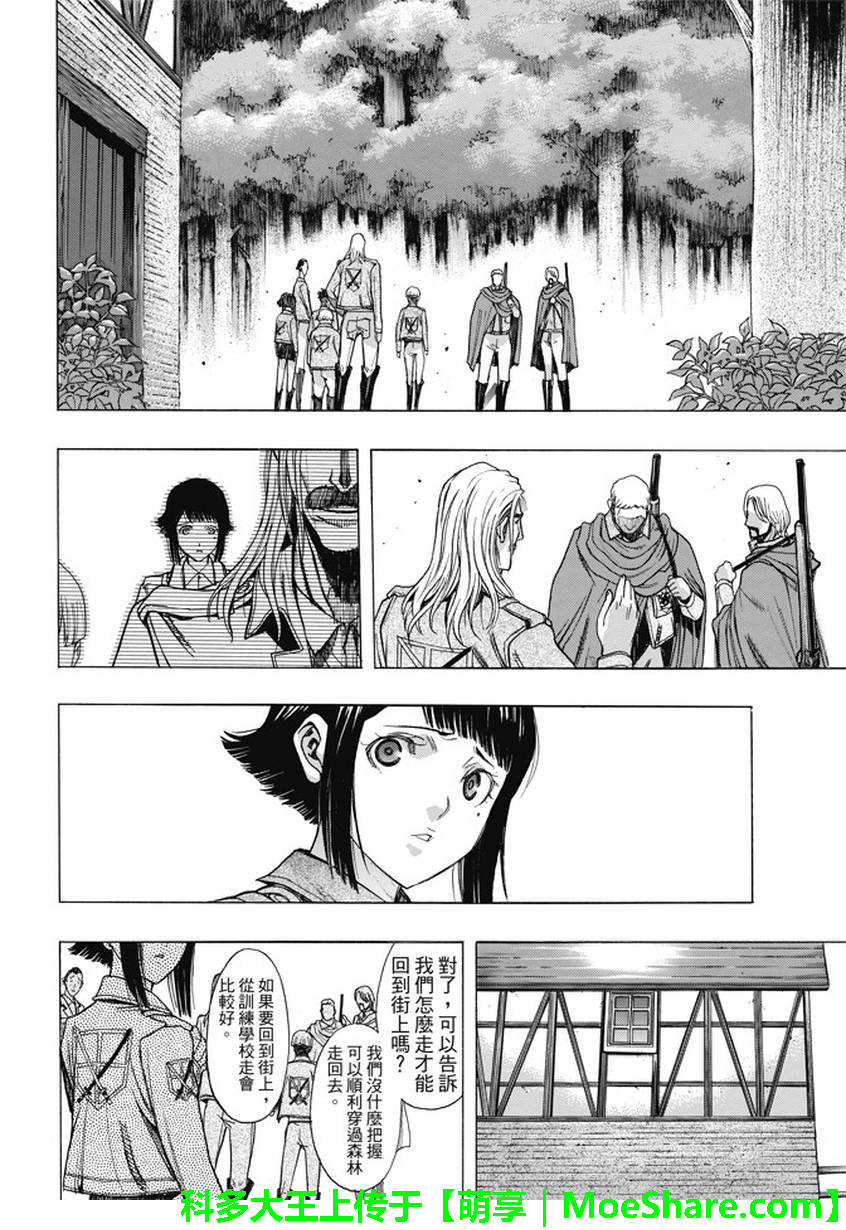 對了，可以告訴
我們怎麼走才能
回到街上嗎？
我們沒什麼把握
可以順利穿過森林
走回去。
如果要回到街上，
從訓練學校走會
比較好。
科多大王上传于【萌享｜MoeShare.com】